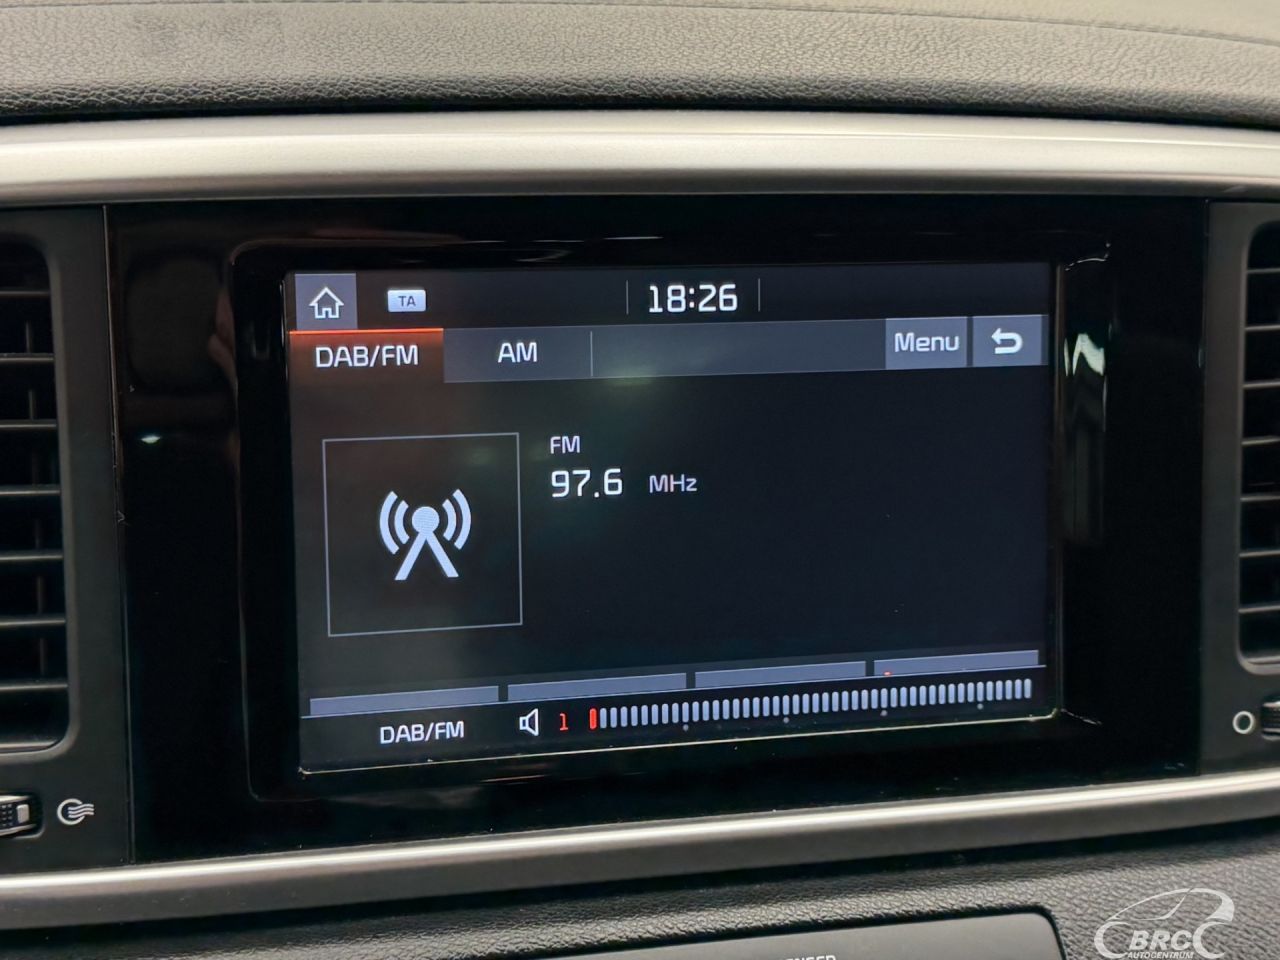 TA
18:26
DAB/FM
AM
Menu
FM
97.6 MHz
DAB/FM
1
BRC
AUTOCENTRUM